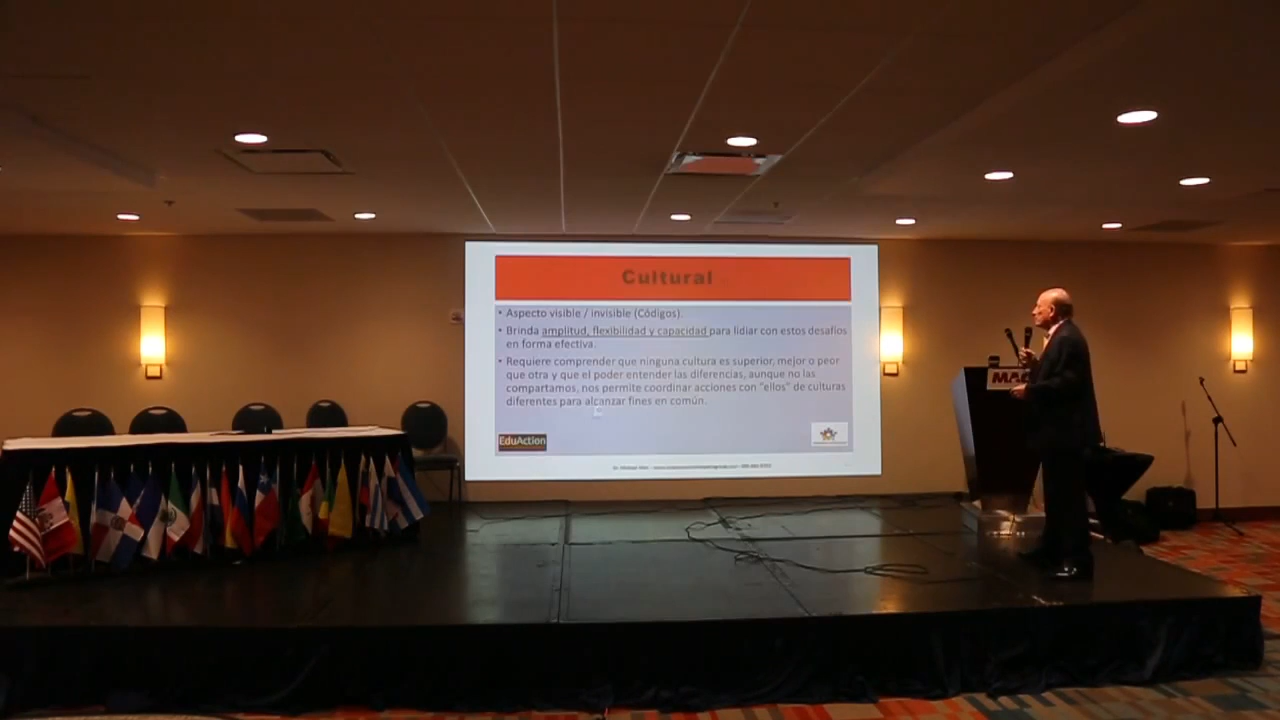 Cultural
• Aspecto visible / invisible (Códigos).
• Brinda amplitud, flexibilidad y capacidad para lidiar con estos desafíos
en forma efectiva.
• Requiere comprender que ninguna cultura es superior, mejor o peor
que otra y que el poder entender las diferencias, aunque no las
compartamos, nos permite coordinar acciones con "ellos" de culturas
diferentes para alcanzar fines en común.
EduAction